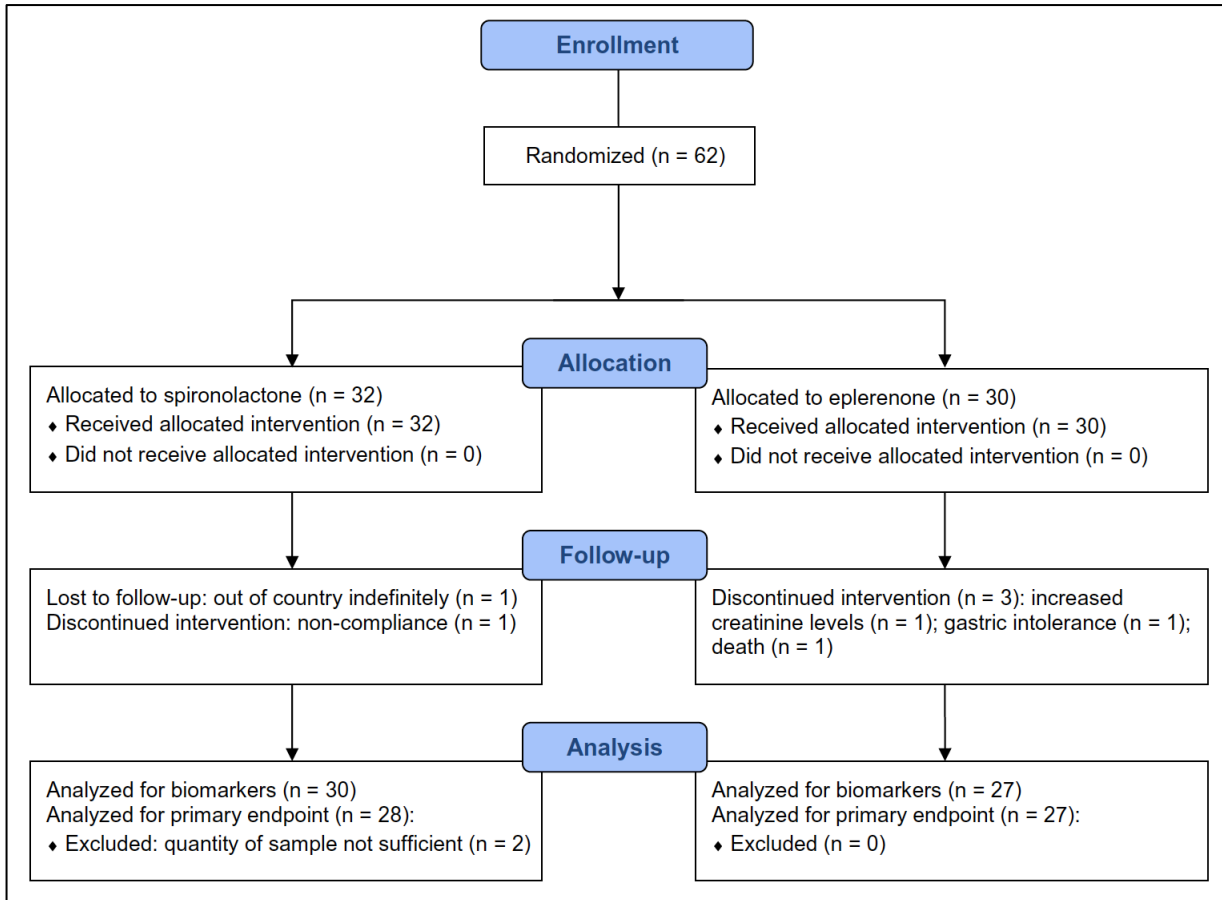 Enrollment
Randomized (n = 62)
Allocation
Allocated to spironolactone (n = 32)
♦ Received allocated intervention (n = 32)
♦ Did not receive allocated intervention (n = 0)
Allocated to eplerenone (n = 30)
♦ Received allocated intervention (n = 30)
♦ Did not receive allocated intervention (n = 0)
Follow-up
Lost to follow-up: out of country indefinitely (n = 1)
Discontinued intervention: non-compliance (n = 1)
Discontinued intervention (n = 3): increased
creatinine levels (n = 1); gastric intolerance (n = 1);
death (n = 1)
Analysis
Analyzed for biomarkers (n = 30)
Analyzed for primary endpoint (n = 28):
♦ Excluded: quantity of sample not sufficient (n = 2)
Analyzed for biomarkers (n = 27)
Analyzed for primary endpoint (n = 27):
♦ Excluded (n = 0)